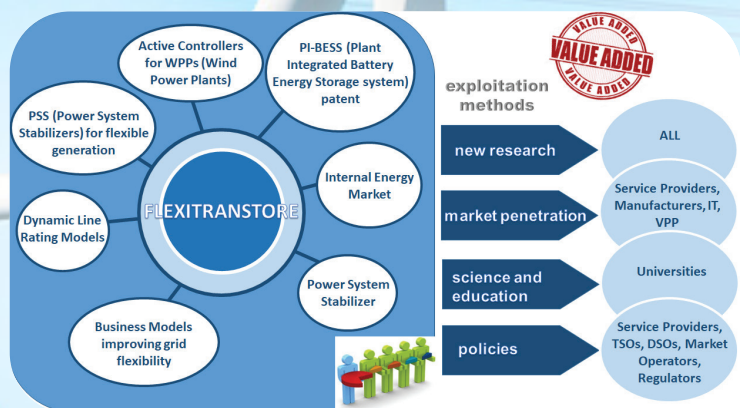 Active Controllers
for WPPs (Wind
Power Plants)
PI-BESS (Plant
Integrated Battery
Energy Storage system)
patent
PSS (Power System
Stabilizers) for flexible
generation
Internal Energy
Market
FLEXITRANSTORE
Dynamic Line
Rating Models
Power System
Stabilizer
Business Models
improving grid
flexibility
VALUE ADDED
VALUE ADDED
VALUE ADDED
exploitation
methods
new research
ALL
market penetration
Service Providers,
Manufacturers, IT,
VPP
science and
education
Universities
policies
Service Providers,
TSOs, DSOs, Market
Operators,
Regulators